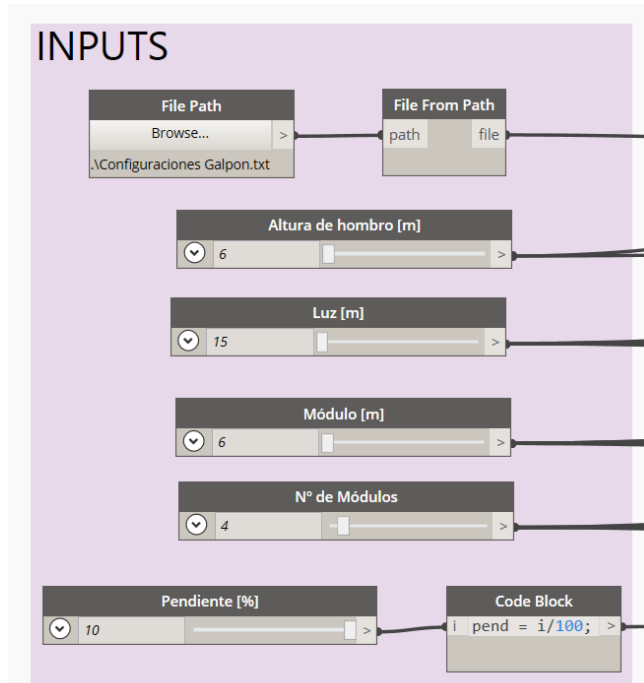 INPUTS
File Path
Browse...
>
.\Configuraciones Galpon.txt
File From Path
path
file
Altura de hombro [m]
6
>
Luz [m]
15
>
Módulo [m]
6
>
Nº de Módulos
4
>
Pendiente [%]
10
>
Code Block
i
pend = i/100;
>